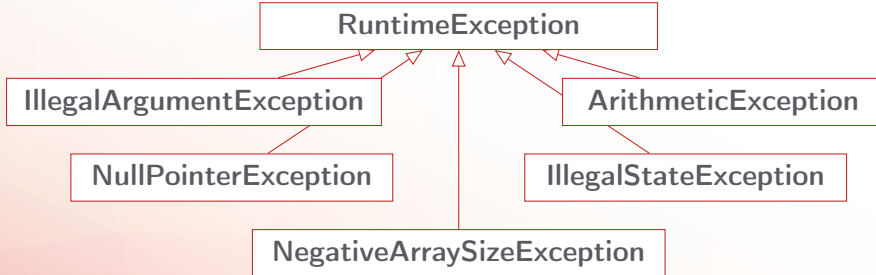 RuntimeException
IllegalArgumentException
ArithmeticException
NullPointerException
IllegalStateException
NegativeArraySizeException